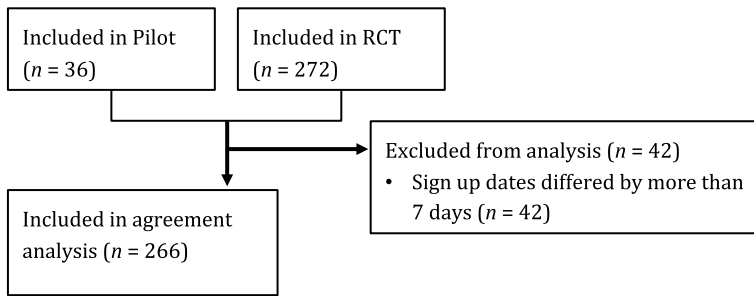 Included in Pilot
(n = 36)
Included in RCT
(n = 272)
Excluded from analysis (n = 42)
• Sign up dates differed by more than
7 days (n = 42)
Included in agreement
analysis (n = 266)